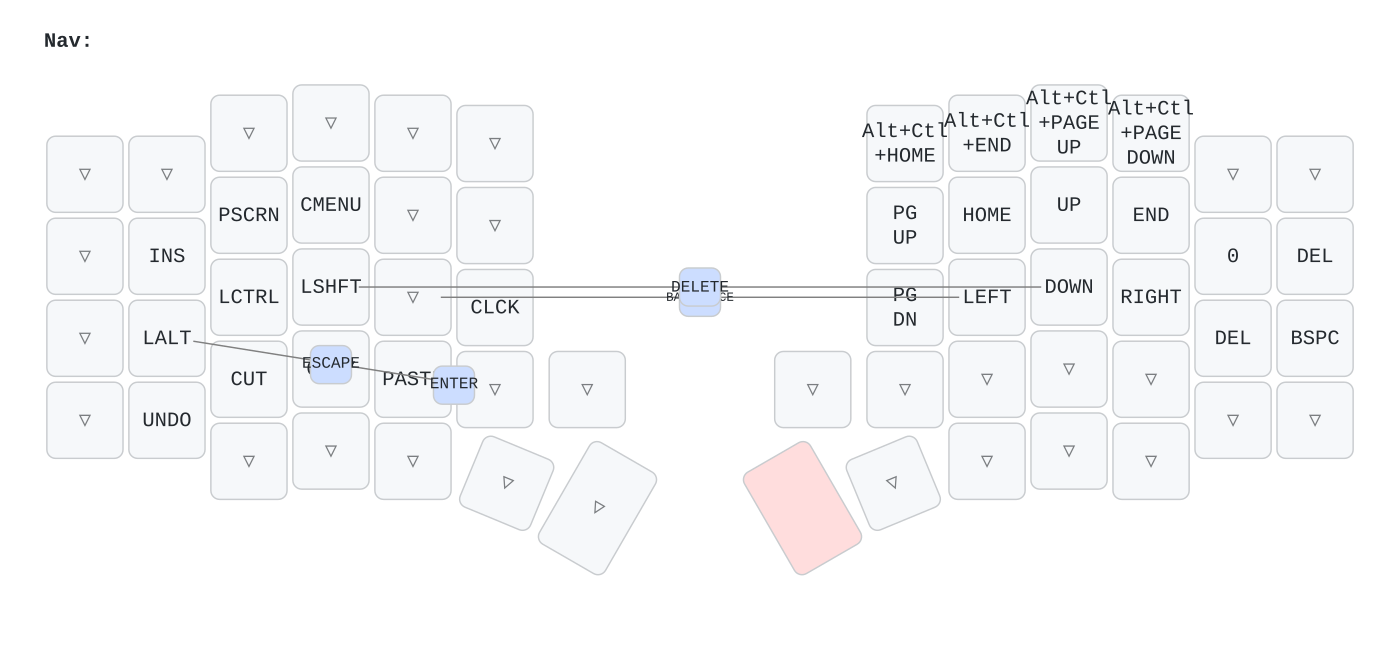 Nav:
Alt+Ctl
+HOME
Alt+Ctl
+END
Alt+Ctl
+PAGE
UP
Alt+Ctl
+PAGE
DOWN
PSCRN
CMENU
PG
UP
HOME
UP
END
INS
0
DEL
LCTRL
LSHFT
CLCK
DELETE
PG
DN
LEFT
DOWN
RIGHT
LALT
DEL
BSPC
CUT
ESCAPE
PAST
ENTER
UNDO